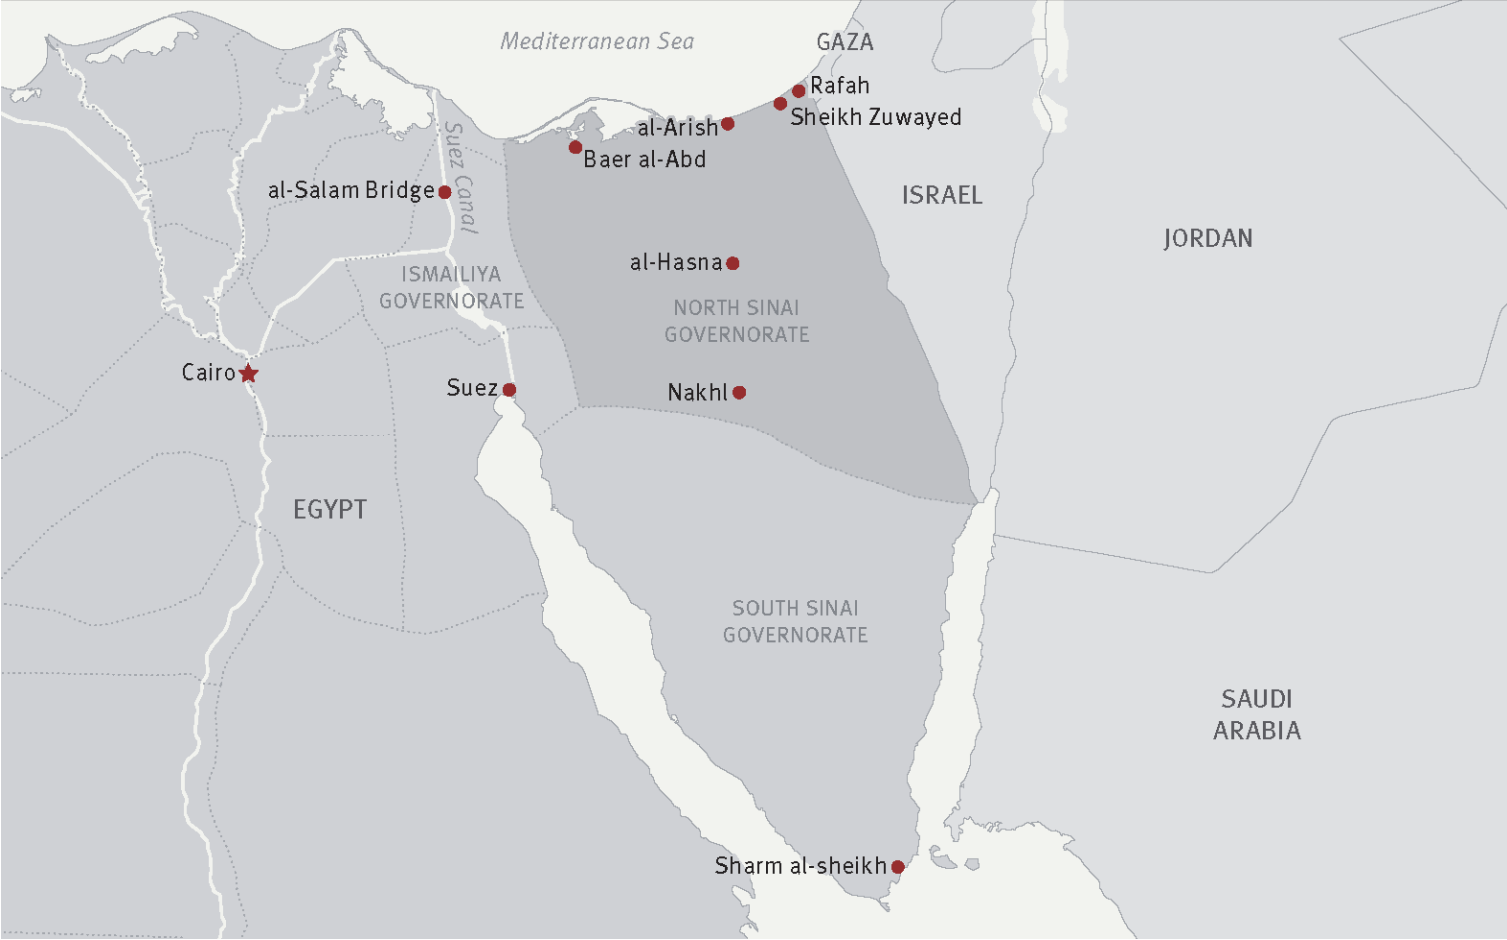 Mediterranean Sea
GAZA
Rafah
Sheikh Zuwayed
al-Arish
Baer al-Abd
Suez Canal
al-Salam Bridge
ISRAEL
JORDAN
al-Hasna
ISMAILIYA
GOVERNORATE
NORTH SINAI
GOVERNORATE
Cairo
Suez
Nakhl
EGYPT
SOUTH SINAI
GOVERNORATE
SAUDI
ARABIA
Sharm al-sheikh